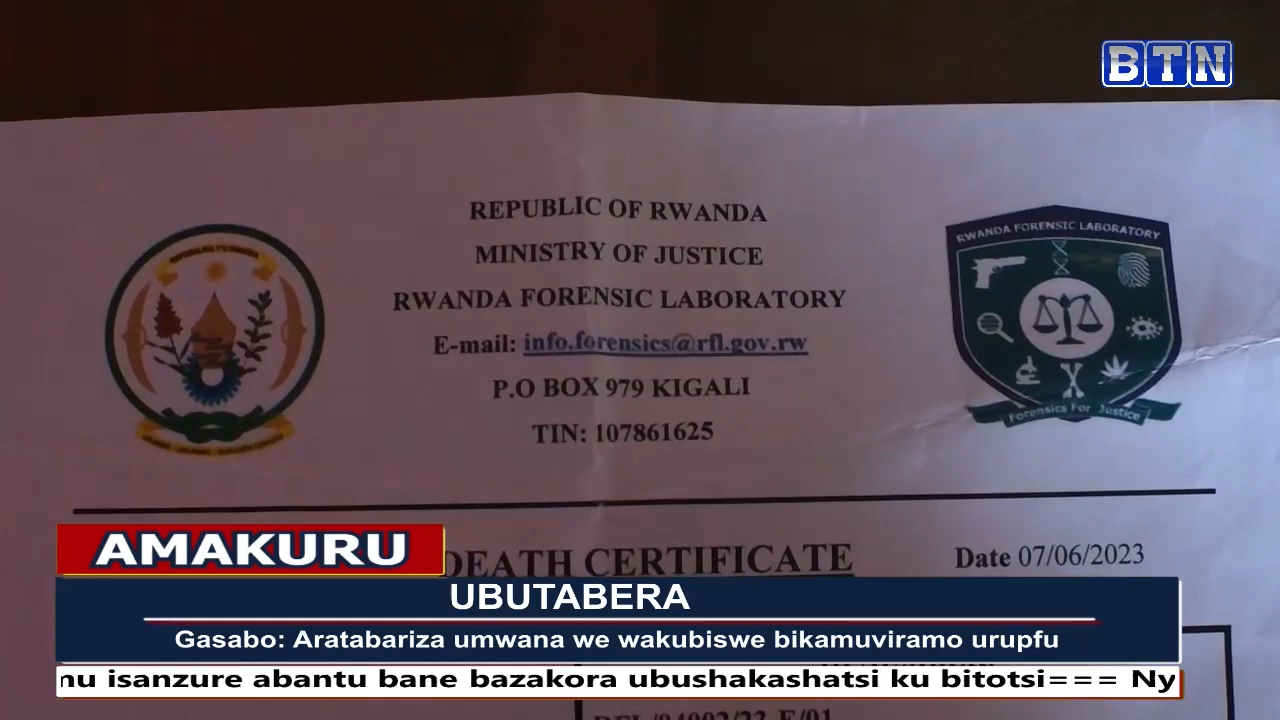 BTN
REPUBLIC OF RWANDA
MINISTRY OF JUSTICE
RWANDA FORENSIC LABORATORY
E-mail: info.forensics@rfl.gov.rw
P.O BOX 979 KIGALI
TIN: 107861625
RWANDA FORENSIC LABORATORY
Forensics For Justice
DEATH CERTIFICATE
Date 07/06/2023
AMAKURU
UBUTABERA
Gasabo: Aratabariza umwana we wakubiswe bikamuviramo urupfu
isanzure abantu bane bazakora ubushakashatsi ku bitotsi=== Ny